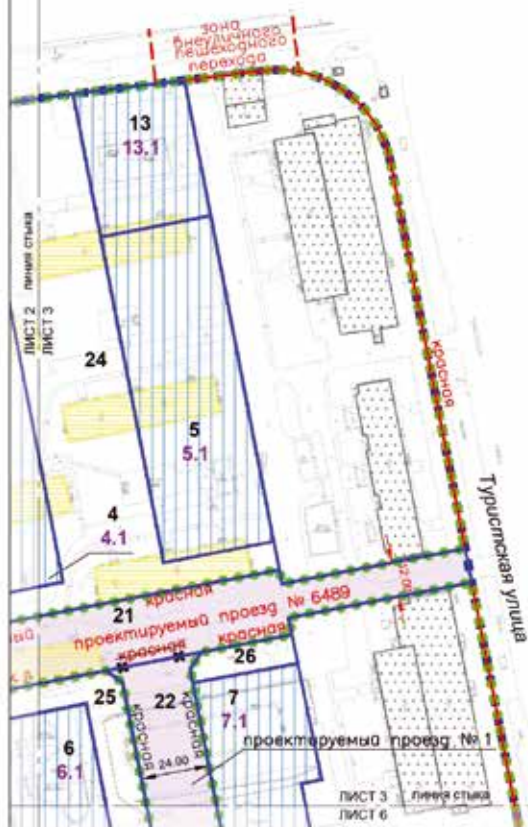 зона
внеуличного
пешеходного
перехода
13
13.1
линия стыка
ЛИСТ 2
ЛИСТ 3
24
красная
5
5.1
4
4.1
Туристская улица
12.00
21
красная
проектируемый проезд № 6489
красная
красная
26
25
22
7
7.1
красная
красная
24.00
проектируемый проезд № 1
6
6.1
ЛИСТ 3
линия стыка
ЛИСТ 6